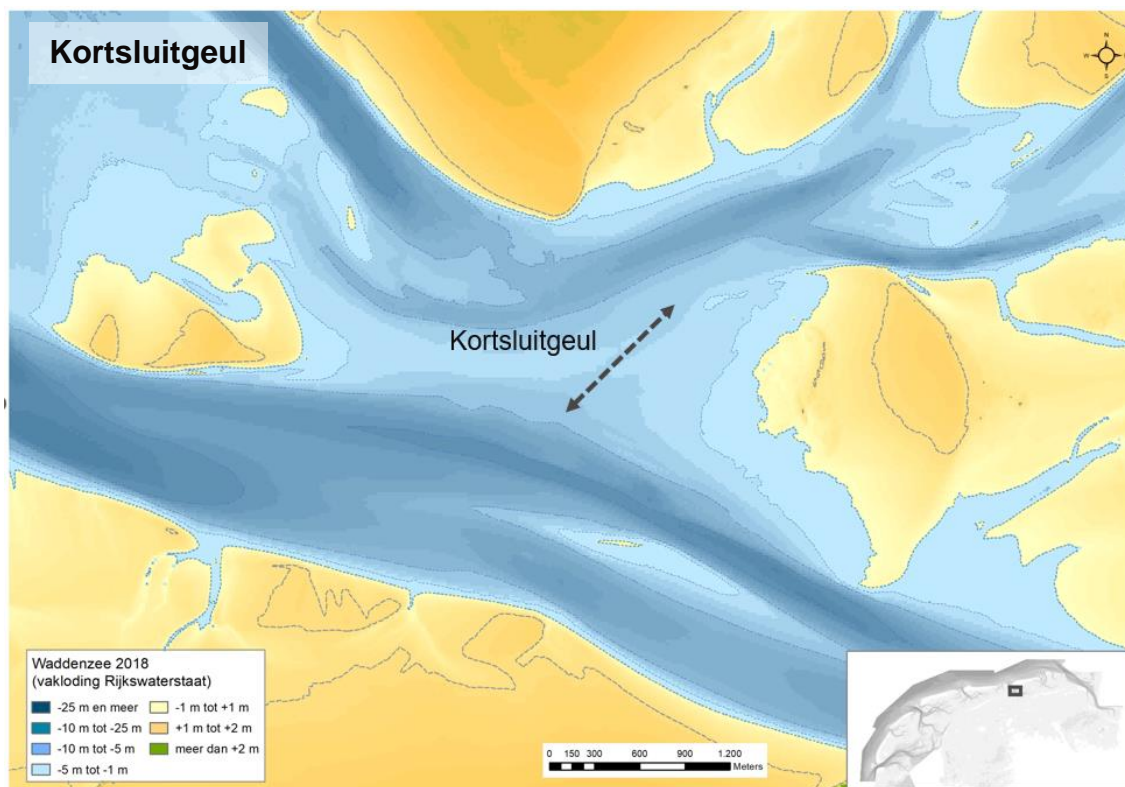 Kortsluitgeul
N
W
S
Kortsluitgeul
Waddenzee 2018
(vakloding Rijkswaterstaat)
-25 m en meer
-10 m tot -25 m
-10 m tot -5 m
-5 m tot -1 m
-1 m tot +1 m
+1 m tot +2 m
meer dan +2 m
0 150 300 600 900 1.200
Meters